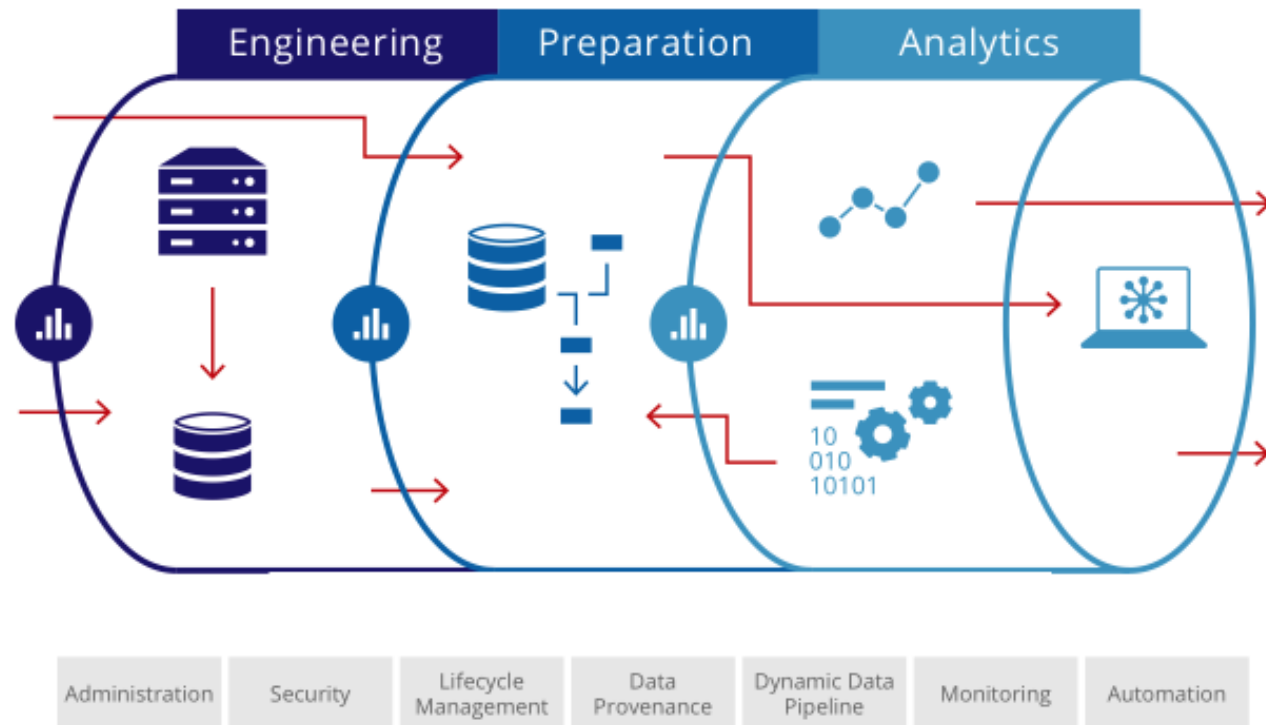 Engineering
Preparation
Analytics
10
010
10101
Administration
Security
Lifecycle
Management
Data
Provenance
Dynamic Data
Pipeline
Monitoring
Automation